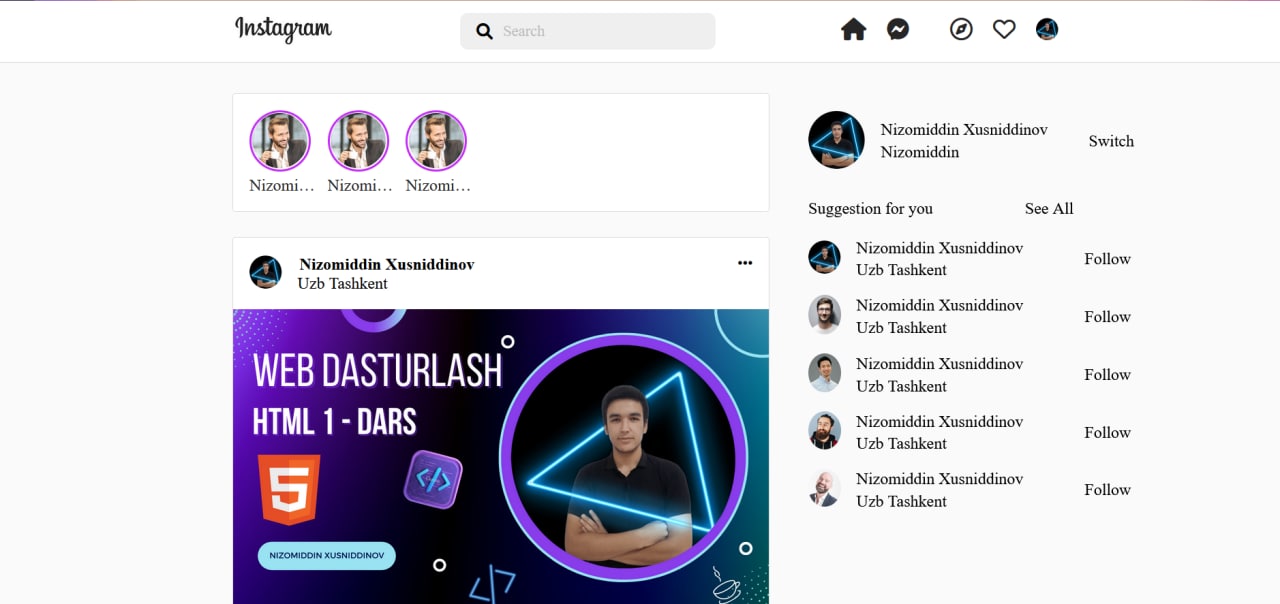 Instagram
Search
Nizomi… Nizomi… Nizomi…
Nizomiddin Xusniddinov
Uzb Tashkent
WEB DASTURLASH
HTML 1 - DARS
5
NIZOMIDDIN XUSNIDDINOV
Nizomiddin Xusniddinov
Nizomiddin
Switch
Suggestion for you See All
Nizomiddin Xusniddinov
Uzb Tashkent
Follow
Nizomiddin Xusniddinov
Uzb Tashkent
Follow
Nizomiddin Xusniddinov
Uzb Tashkent
Follow
Nizomiddin Xusniddinov
Uzb Tashkent
Follow
Nizomiddin Xusniddinov
Uzb Tashkent
Follow